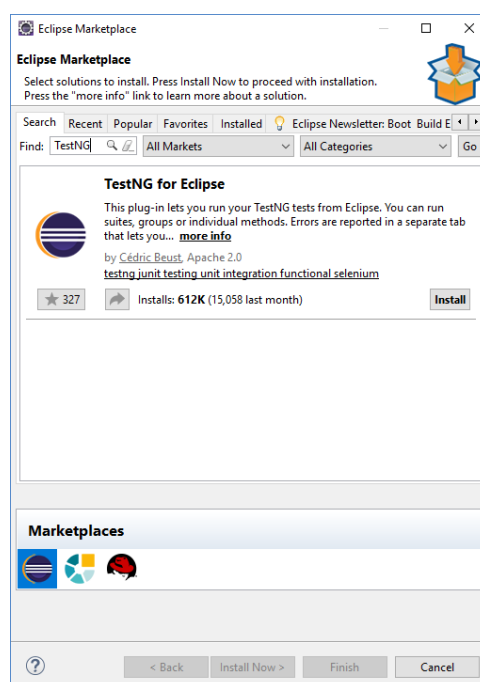 Eclipse Marketplace
Eclipse Marketplace
Select solutions to install. Press Install Now to proceed with installation.
Press the "more info" link to learn more about a solution.
Search Recent Popular Favorites Installed Eclipse Newsletter: Boot Build E
Find: TestNG All Markets All Categories Go
TestNG for Eclipse
This plug-in lets you run your TestNG tests from Eclipse. You can run
suites, groups or individual methods. Errors are reported in a separate tab
that lets you... more info
by Cédric Beust, Apache 2.0
testng junit testing unit integration functional selenium
327 Installs: 612K (15,058 last month) Install
Marketplaces
? < Back Install Now > Finish Cancel